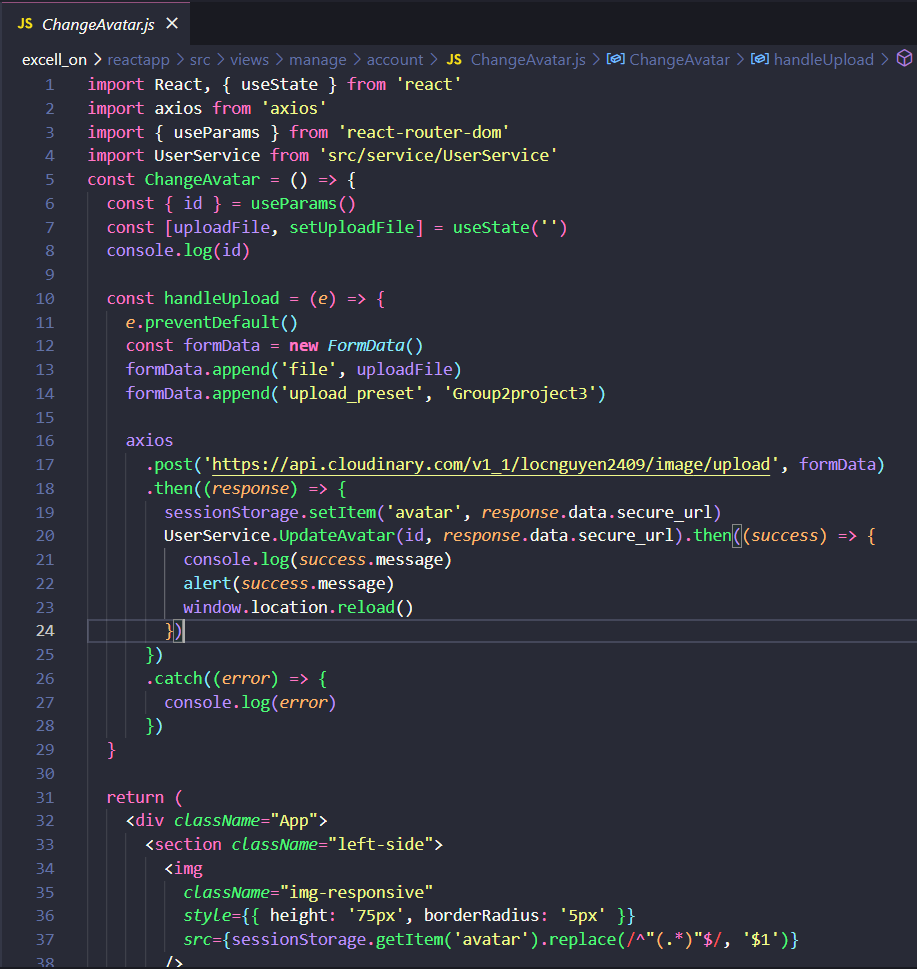 JS ChangeAvatar.js ×
excell_on > reactapp > src > views > manage > account > JS ChangeAvatar.js > ChangeAvatar > handleUpload >
1 import React, { useState } from 'react'
2 import axios from 'axios'
3 import { useParams } from 'react-router-dom'
4 import UserService from 'src/service/UserService'
5 const ChangeAvatar = () => {
6   const { id } = useParams()
7   const [uploadFile, setUploadFile] = useState('')
8   console.log(id)
9
10   const handleUpload = (e) => {
11     e.preventDefault()
12     const formData = new FormData()
13     formData.append('file', uploadFile)
14     formData.append('upload_preset', 'Group2project3')
15
16     axios
17       .post('https://api.cloudinary.com/v1_1/locnguyen2409/image/upload', formData)
18       .then((response) => {
19         sessionStorage.setItem('avatar', response.data.secure_url)
20         UserService.UpdateAvatar(id, response.data.secure_url).then((success) => {
21           console.log(success.message)
22           alert(success.message)
23           window.location.reload()
24         })
25       })
26       .catch((error) => {
27         console.log(error)
28       })
29   }
30
31   return (
32     <div className="App">
33       <section className="left-side">
34         <img
35           className="img-responsive"
36           style={{ height: '75px', borderRadius: '5px' }}
37           src={sessionStorage.getItem('avatar').replace(/^"(.*)"$/, '$1')}
38         />